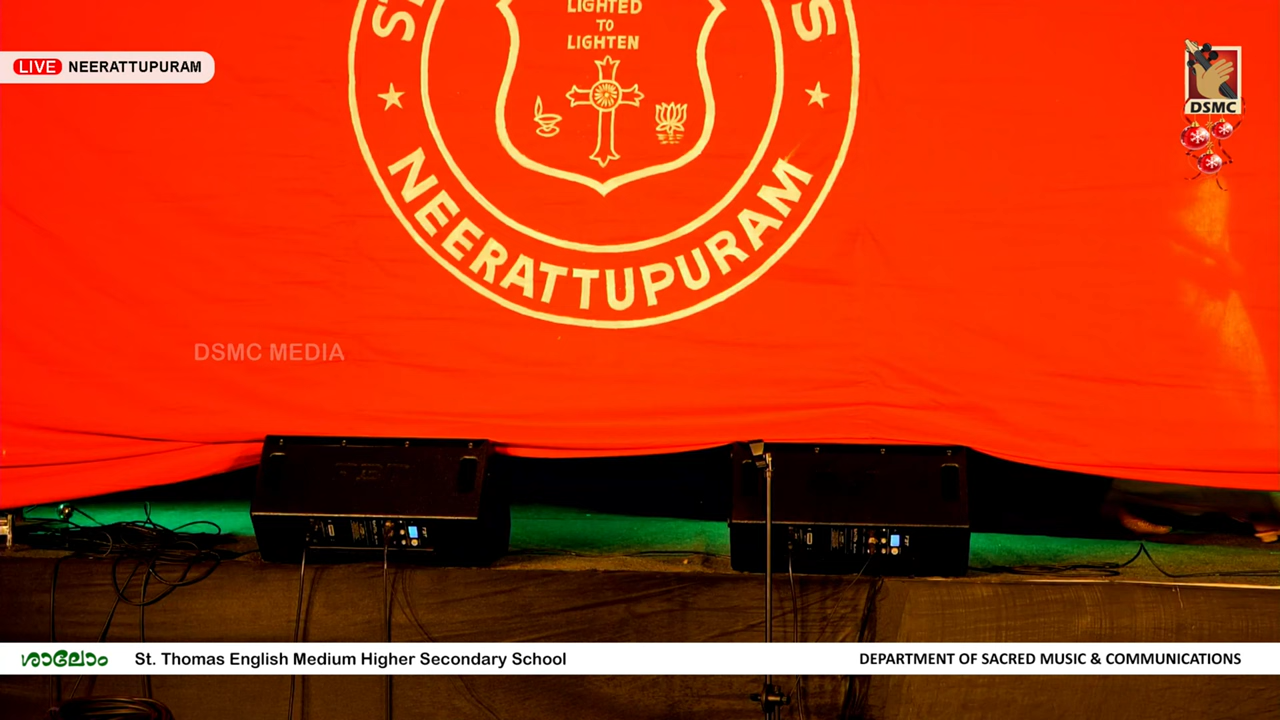 LIGHTED
TO
LIGHTEN
LIVE NEERATTUPURAM
DSMC
NEERATTUPURAM
DSMC MEDIA
ശാലോം St. Thomas English Medium Higher Secondary School DEPARTMENT OF SACRED MUSIC & COMMUNICATIONS